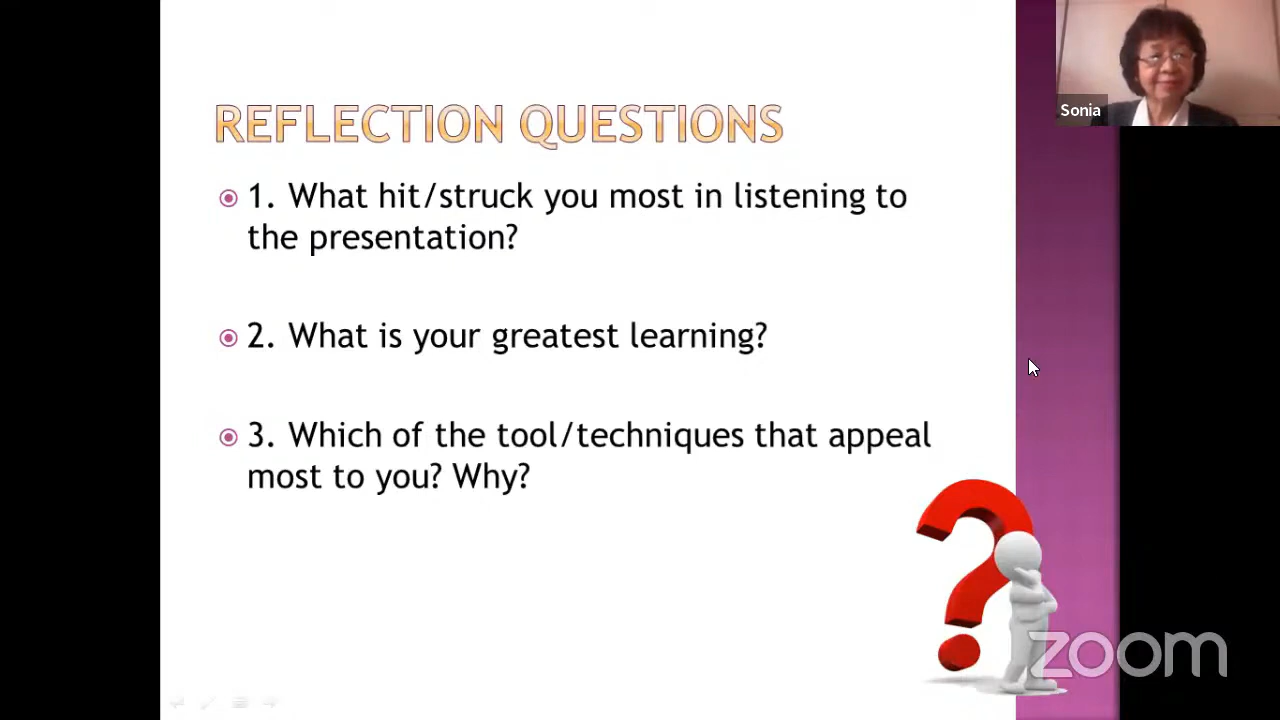 REFLECTION QUESTIONS
1. What hit/struck you most in listening to
the presentation?
2. What is your greatest learning?
3. Which of the tool/techniques that appeal
most to you? Why?
Sonia
zoom